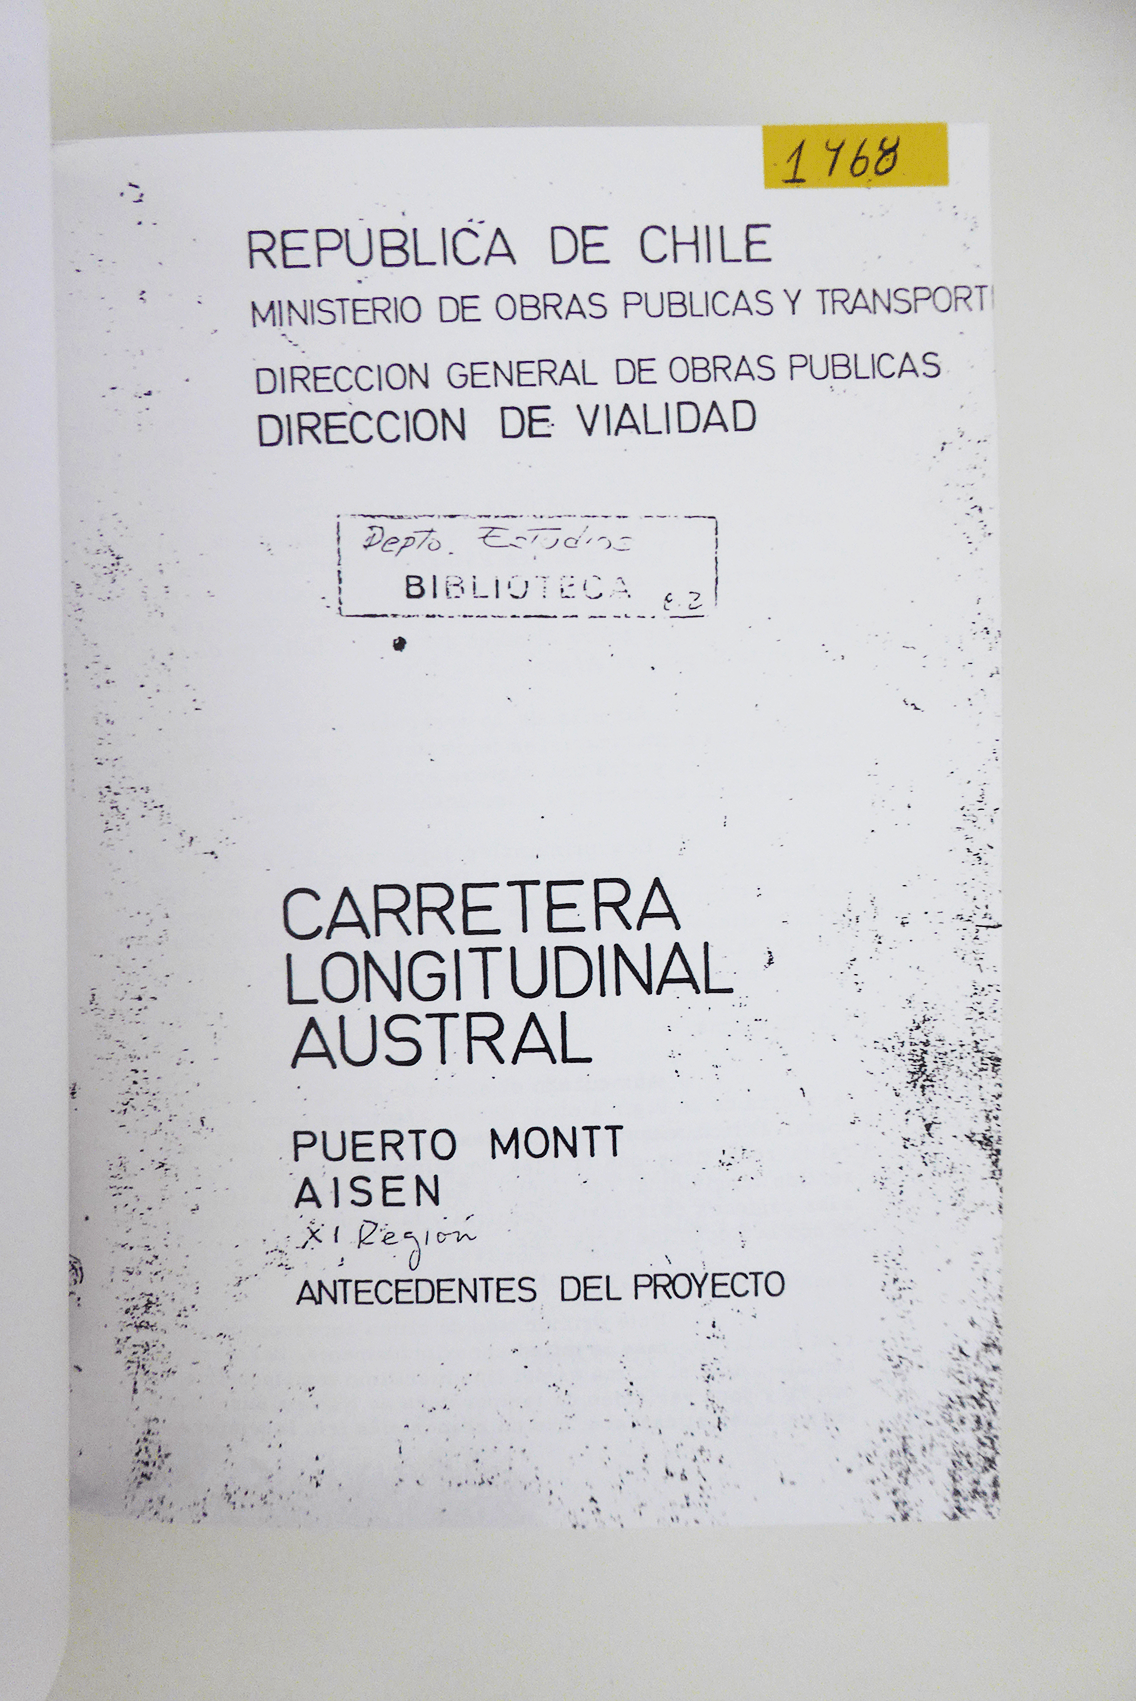 1468
REPUBLICA DE CHILE
MINISTERIO DE OBRAS PUBLICAS Y TRANSPORT
DIRECCION GENERAL DE OBRAS PUBLICAS
DIRECCION DE VIALIDAD
Depto. Estudios
BIBLIOTECA
CARRETERA
LONGITUDINAL
AUSTRAL
PUERTO MONTT
AISEN
XI Región
ANTECEDENTES DEL PROYECTO